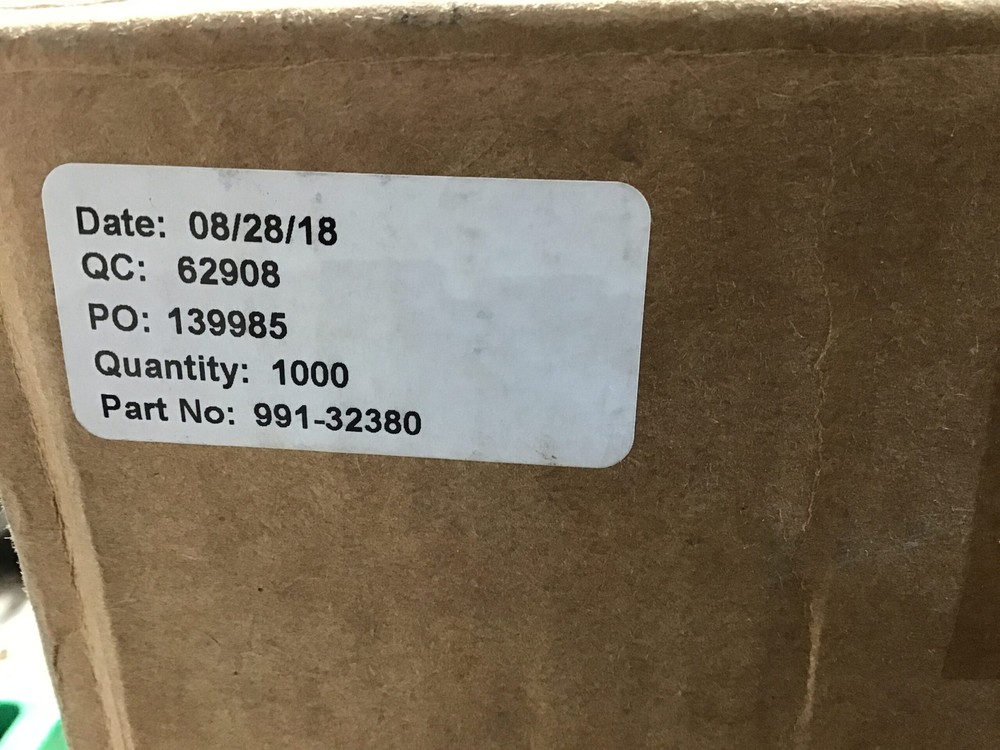 Date: 08/28/18
QC: 62908
PO: 139985
Quantity: 1000
Part No: 991-32380